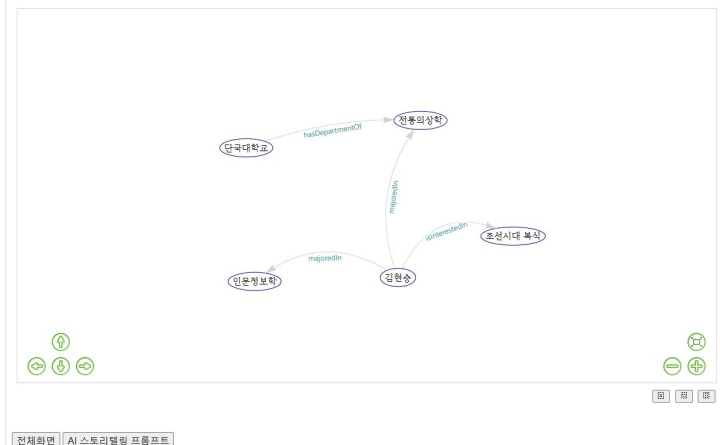 전통의상학
hasDepartmentOf
단국대학교
majoredIn
isInterestedIn
조선시대 복식
majoredIn
인문정보학
김현승
전체화면 AI 스토리텔링 프롬프트